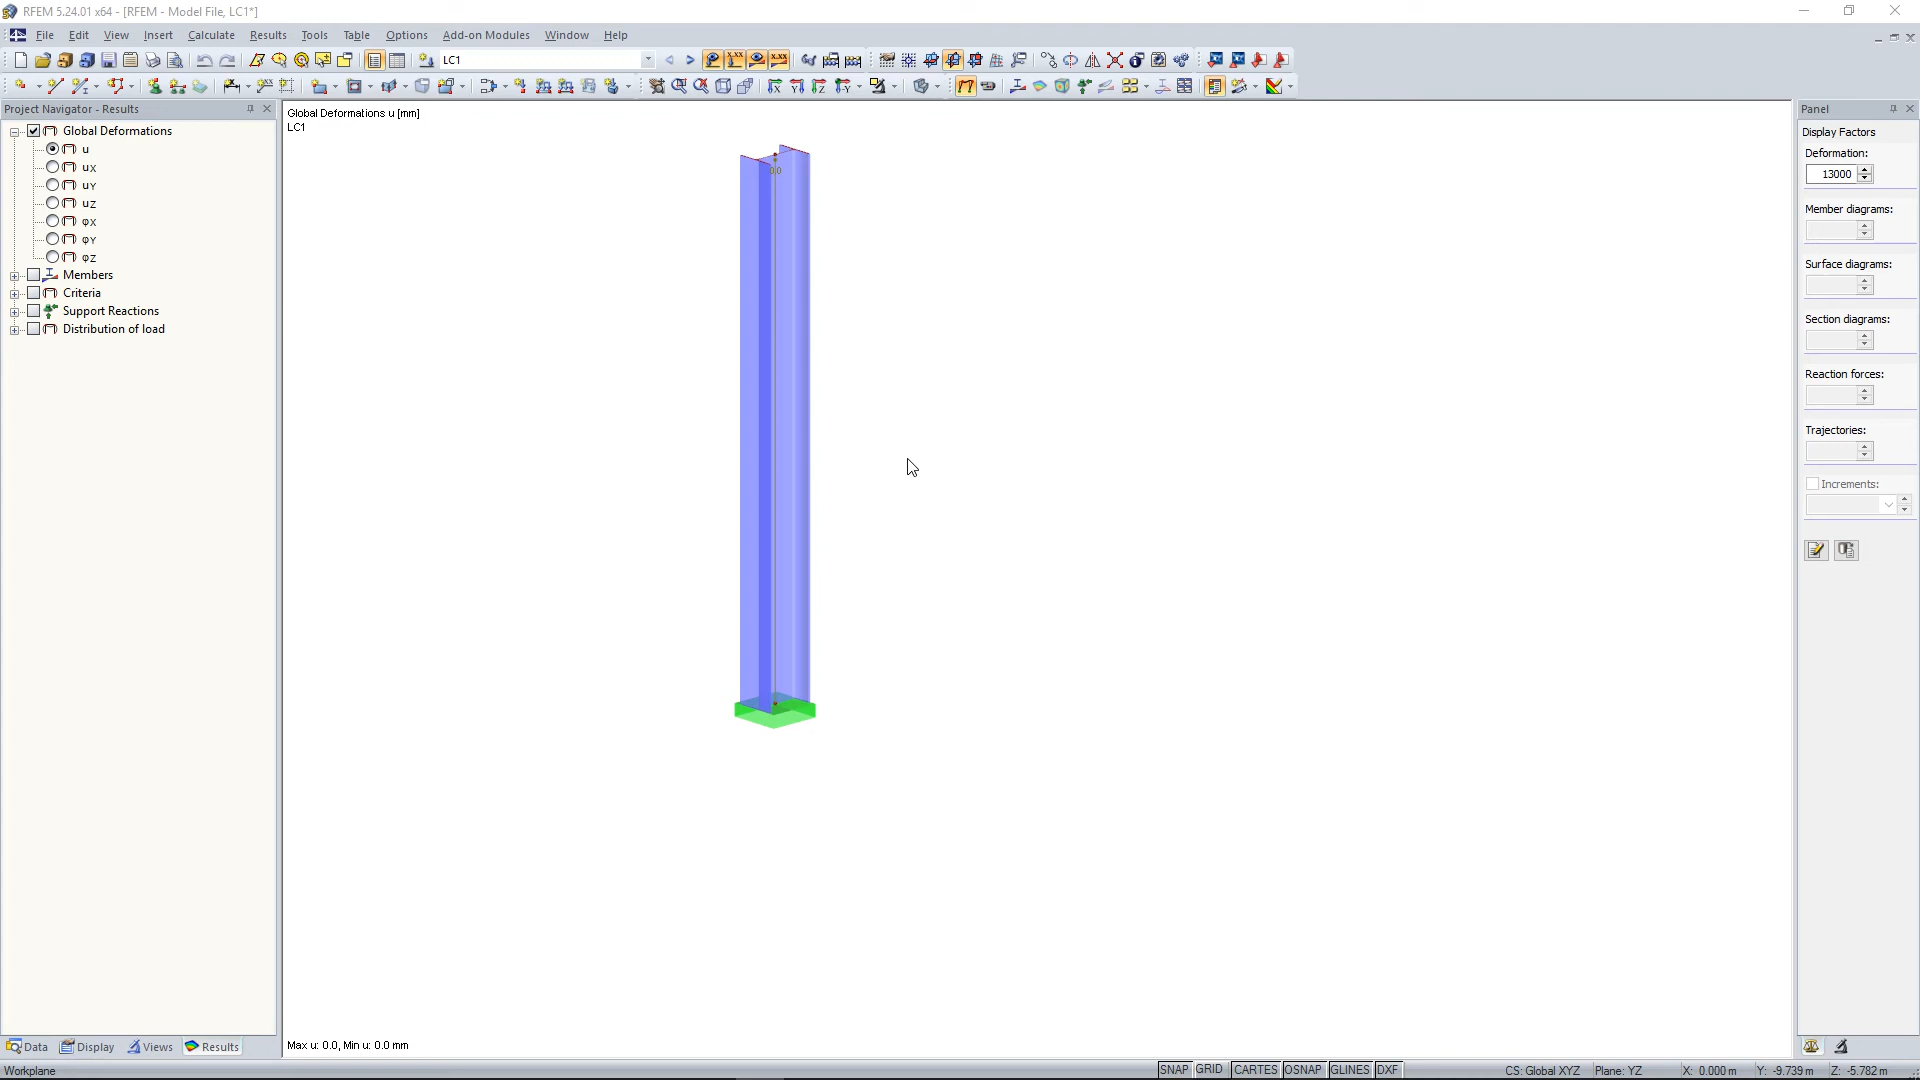 RFEM 5.24.01 x64 - [RFEM - Model File, LC1*]
File Edit View Insert Calculate Results Tools Table Options Add-on Modules Window Help
LC1
Project Navigator - Results
Global Deformations
u
uX
uY
uZ
φX
φY
φZ
Members
Criteria
Support Reactions
Distribution of load
Data Display Views Results
Global Deformations u [mm]
LC1
0.0
Max u: 0.0, Min u: 0.0 mm
Panel
Display Factors
Deformation:
13000
Member diagrams:
Surface diagrams:
Section diagrams:
Reaction forces:
Trajectories:
Increments:
Workplane
SNAP GRID CARTES OSNAP GLINES DXF CS: Global XYZ Plane: YZ X: 0.000 m Y: -9.739 m Z: -5.782 m